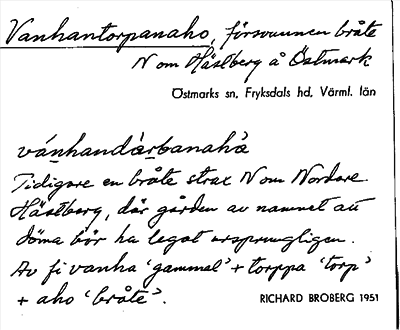 Vanhantorpanaho, försvunnen bråte
N om Hästberg å Östmark
Östmarks sn, Fryksdals hd, Värml. län
vánhandàrbanahà
Tidigare en bråte strax N om Nordare
Hästberg, där gården av namnet att
döma bör ha legat ursprungligen.
Av fi vanha 'gammal' + torppa 'torp'
+ aho 'bråte'.
RICHARD BROBERG 1951